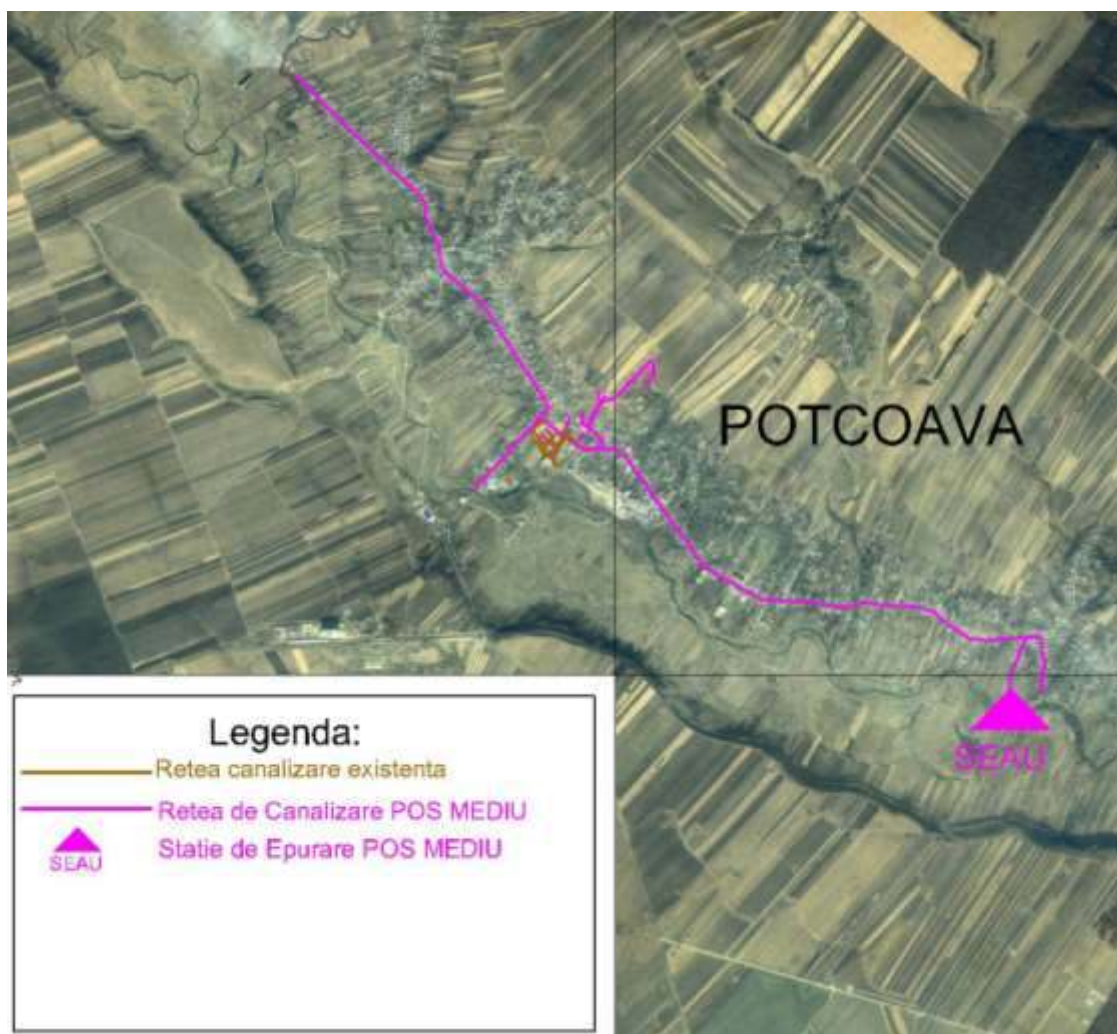 POTCOAVA
SEAU
Legenda:
Retea canalizare existenta
Retea de Canalizare POS MEDIU
SEAU
Statie de Epurare POS MEDIU